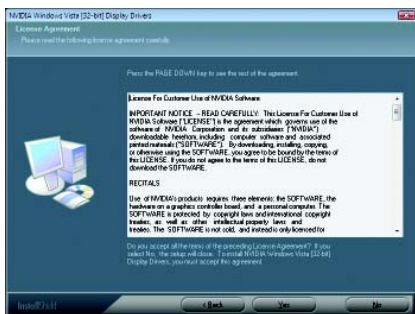 NVIDIA Windows Vista [32-bit] Display Drivers
License Agreement
Please read the following license agreement carefully.
Press the PAGE DOWN key to see the rest of the agreement.
License For Customer Use of NVIDIA Software
IMPORTANT NOTICE -- READ CAREFULLY: This License For Customer Use of
NVIDIA Software ("LICENSE") is the agreement which governs use of the
software of NVIDIA Corporation and its subsidiaries ("NVIDIA")
downloadable herefrom, including computer software and associated
printed materials ("SOFTWARE"). By downloading, installing, copying,
or otherwise using the SOFTWARE, you agree to be bound by the terms of
this LICENSE. If you do not agree to the terms of this LICENSE, do not
download the SOFTWARE.
RECITALS
Use of NVIDIA's products requires three elements: the SOFTWARE, the
hardware on a graphics controller board, and a personal computer. The
SOFTWARE is protected by copyright laws and international copyright
treaties, as well as other intellectual property laws and
treaties. The SOFTWARE is not sold, and instead is only licensed for
Do you accept all the terms of the preceding License Agreement? If you
select No, the setup will close. To install NVIDIA Windows Vista [32-bit]
Display Drivers, you must accept this agreement.
InstallShield
< Back
Yes
No